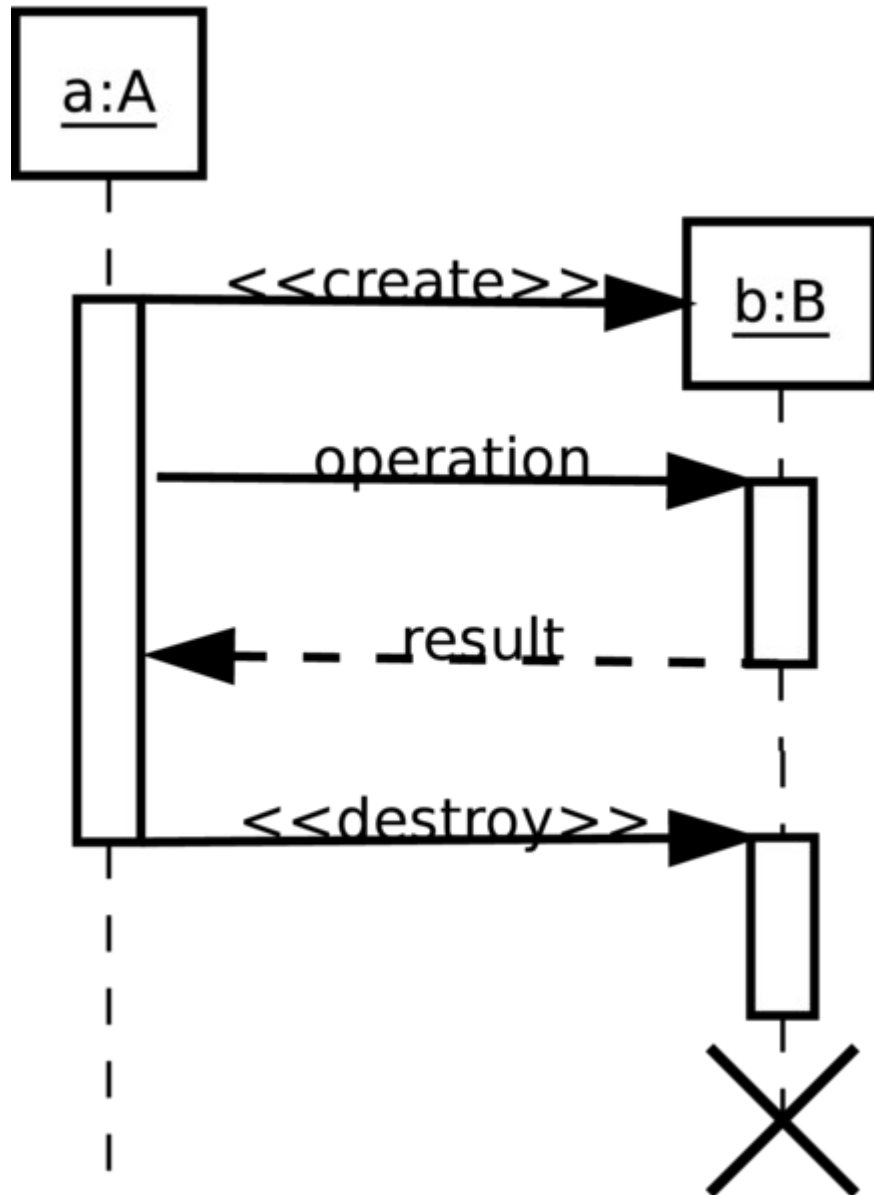 a:A
<<create>>
b:B
operation
result
<<destroy>>